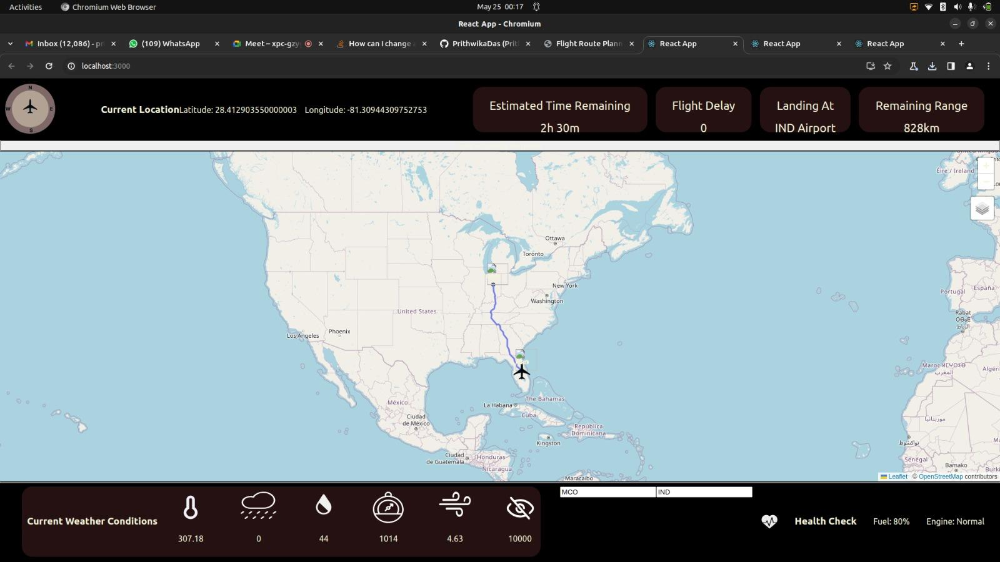 Activities
Chromium Web Browser
May 25 00:17
React App - Chromium
Inbox (12,086) - pr
(109) WhatsApp
Meet – xpc-gzy
How can I change a
PrithwikaDas (Prit
Flight Route Plann
React App
React App
React App
localhost:3000
N
W
E
S
Current LocationLatitude: 28.412903550000003 Longitude: -81.30944309752753
Estimated Time Remaining
2h 30m
Flight Delay
0
Landing At
IND Airport
Remaining Range
828km
United Kingdom
Éire / Ireland
Ottawa
Toronto
New York
Washington
United States
Phoenix
Los Angeles
Portugal
España
Rabat
ⵔⴱⴰⵟ
الرباط
Maroc ⵍⵎⵖⵔⵉⴱ
المغرب
Algéri
The Bahamas
La Habana
Cuba
México
Ciudad
de México
República
Dominicana
Kingston
Ciudad
de Guatemala
Honduras
Nicaragua
Maracaibo
موريتانيا
نواكشوط
Sénégal
Bamako
Ma
Burki
Leaflet © OpenStreetMap contributors
Current Weather Conditions
307.18
0
44
1014
4.63
10000
MCO
IND
Health Check
Fuel: 80%
Engine: Normal